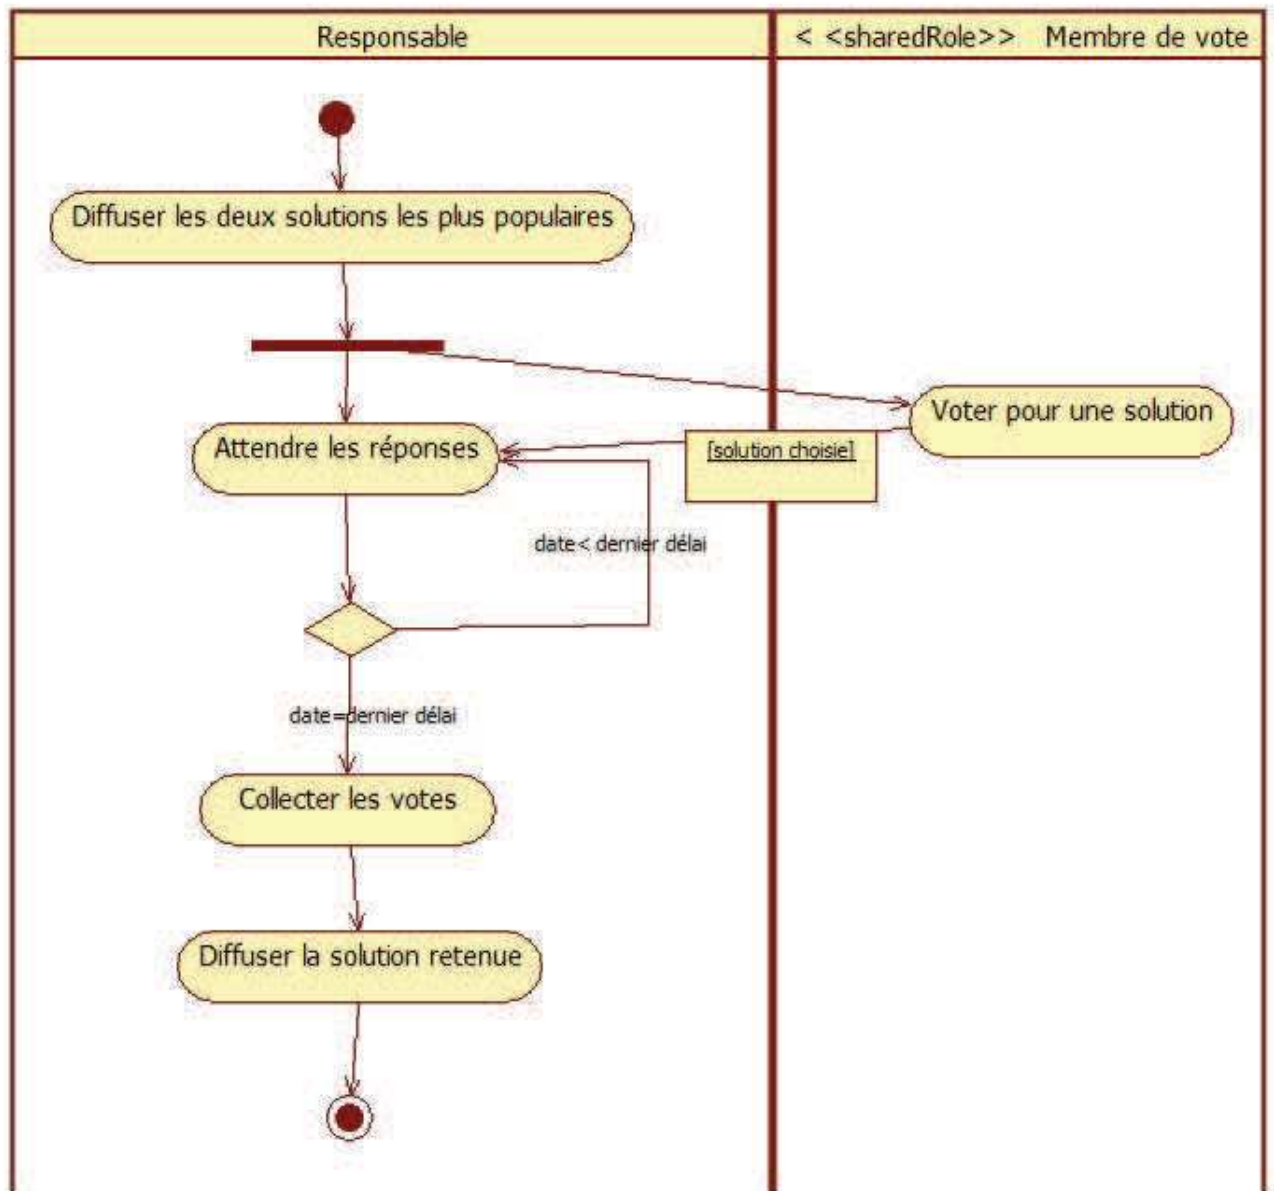 Responsable
< <sharedRole>> Membre de vote
Diffuser les deux solutions les plus populaires
Voter pour une solution
Attendre les réponses
[solution choisie]
date< dernier délai
date=dernier délai
Collecter les votes
Diffuser la solution retenue